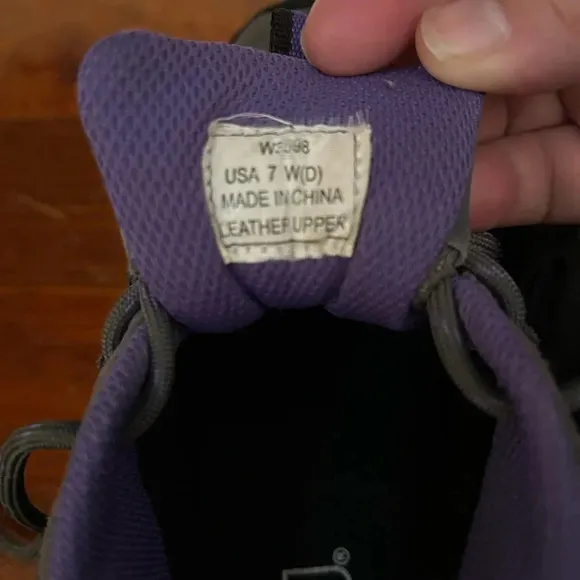 USA 7 W(D)
MADE IN CHINA
LEATHER UPPER
®